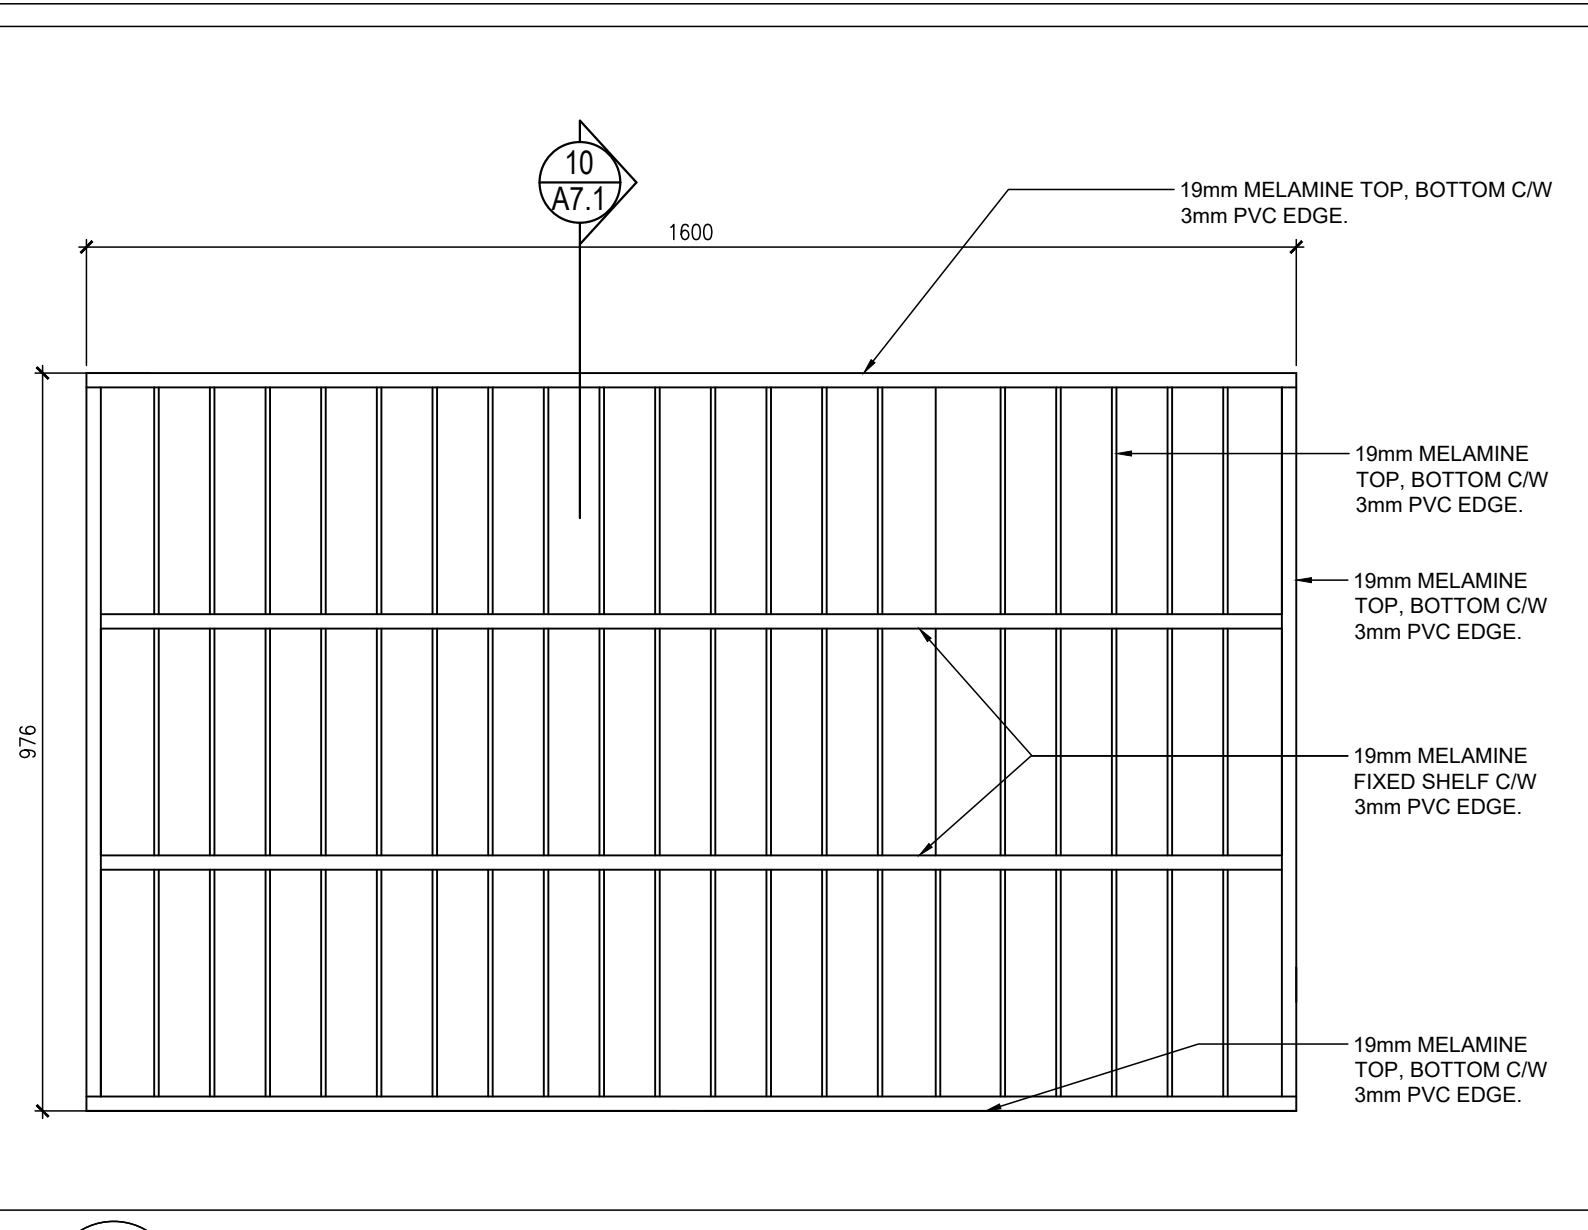 10
A7.1
1600
19mm MELAMINE TOP, BOTTOM C/W
3mm PVC EDGE.
19mm MELAMINE
TOP, BOTTOM C/W
3mm PVC EDGE.
19mm MELAMINE
TOP, BOTTOM C/W
3mm PVC EDGE.
976
19mm MELAMINE
FIXED SHELF C/W
3mm PVC EDGE.
19mm MELAMINE
TOP, BOTTOM C/W
3mm PVC EDGE.